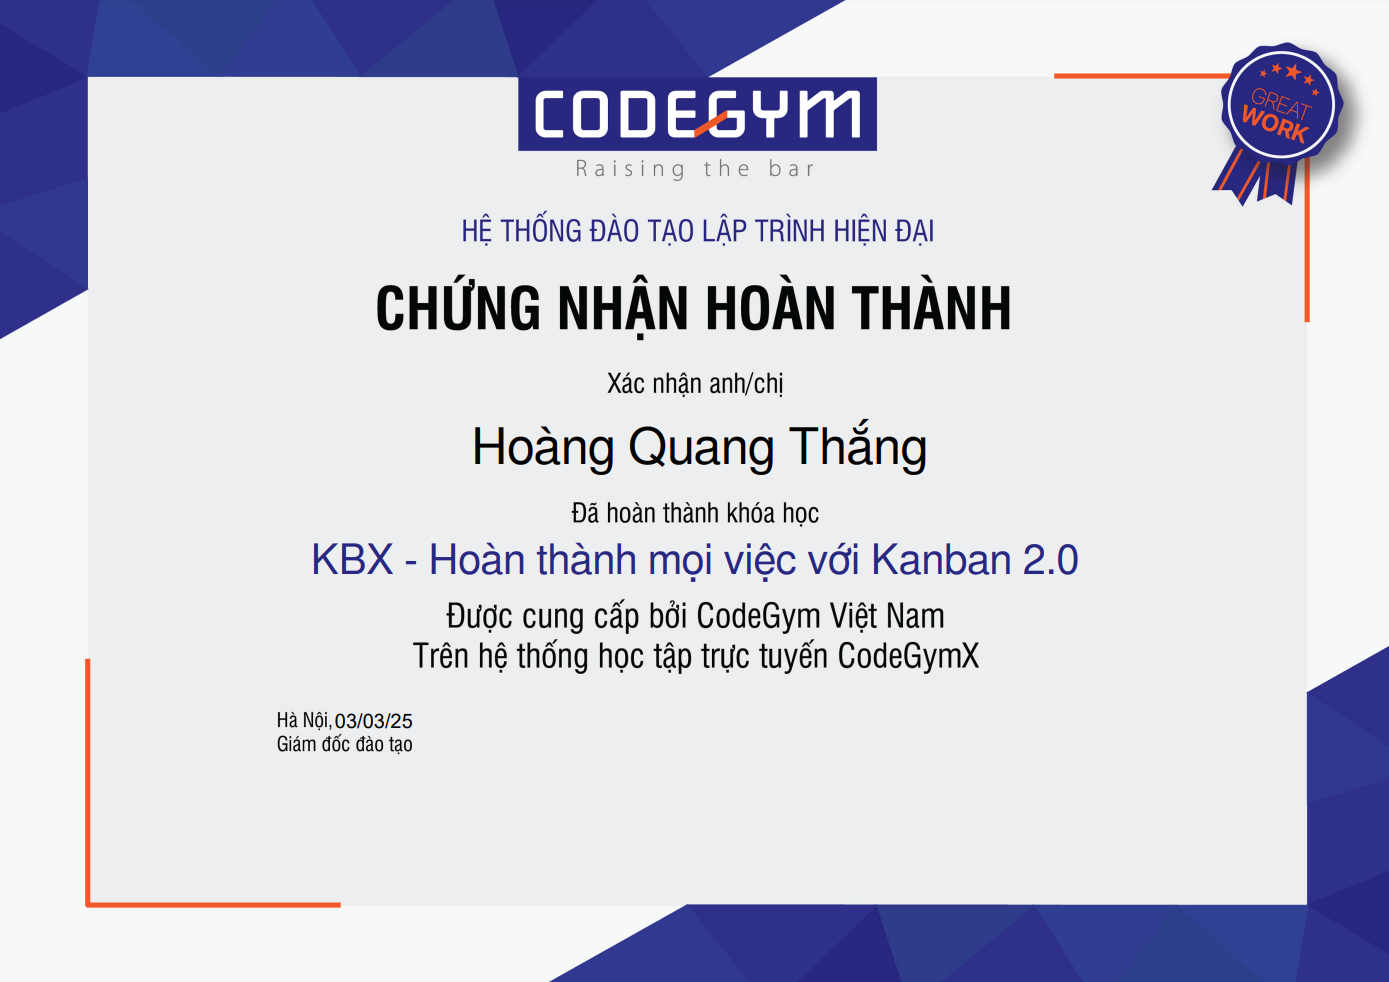 CODEGYM
Raising the bar
GREAT
WORK
HỆ THỐNG ĐÀO TẠO LẬP TRÌNH HIỆN ĐẠI
CHỨNG NHẬN HOÀN THÀNH
Xác nhận anh/chị
Hoàng Quang Thắng
Đã hoàn thành khóa học
KBX - Hoàn thành mọi việc với Kanban 2.0
Được cung cấp bởi CodeGym Việt Nam
Trên hệ thống học tập trực tuyến CodeGymX
Hà Nội, 03/03/25
Giám đốc đào tạo